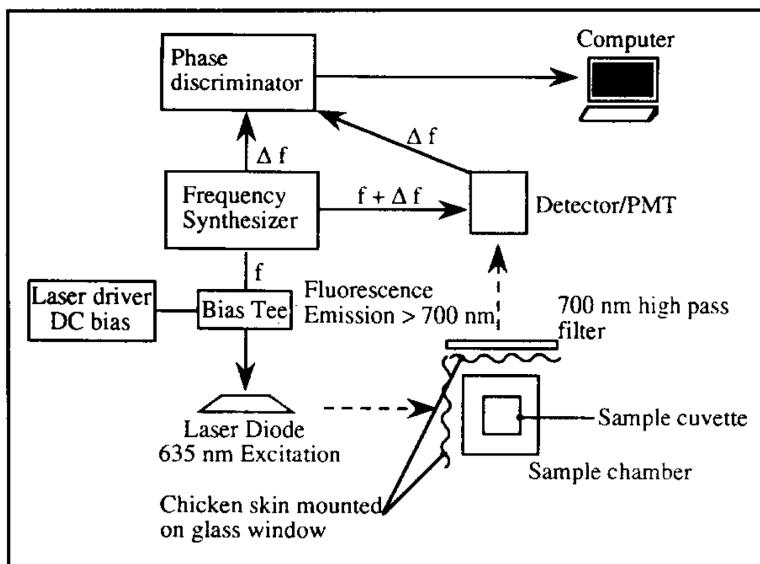 Phase
discriminator
Computer
Δ f
Δ f
Frequency
Synthesizer
f + Δ f
Detector/PMT
f
Laser driver
DC bias
Bias Tee
Fluorescence
Emission > 700 nm
700 nm high pass
filter
Laser Diode
635 nm Excitation
Sample cuvette
Sample chamber
Chicken skin mounted
on glass window